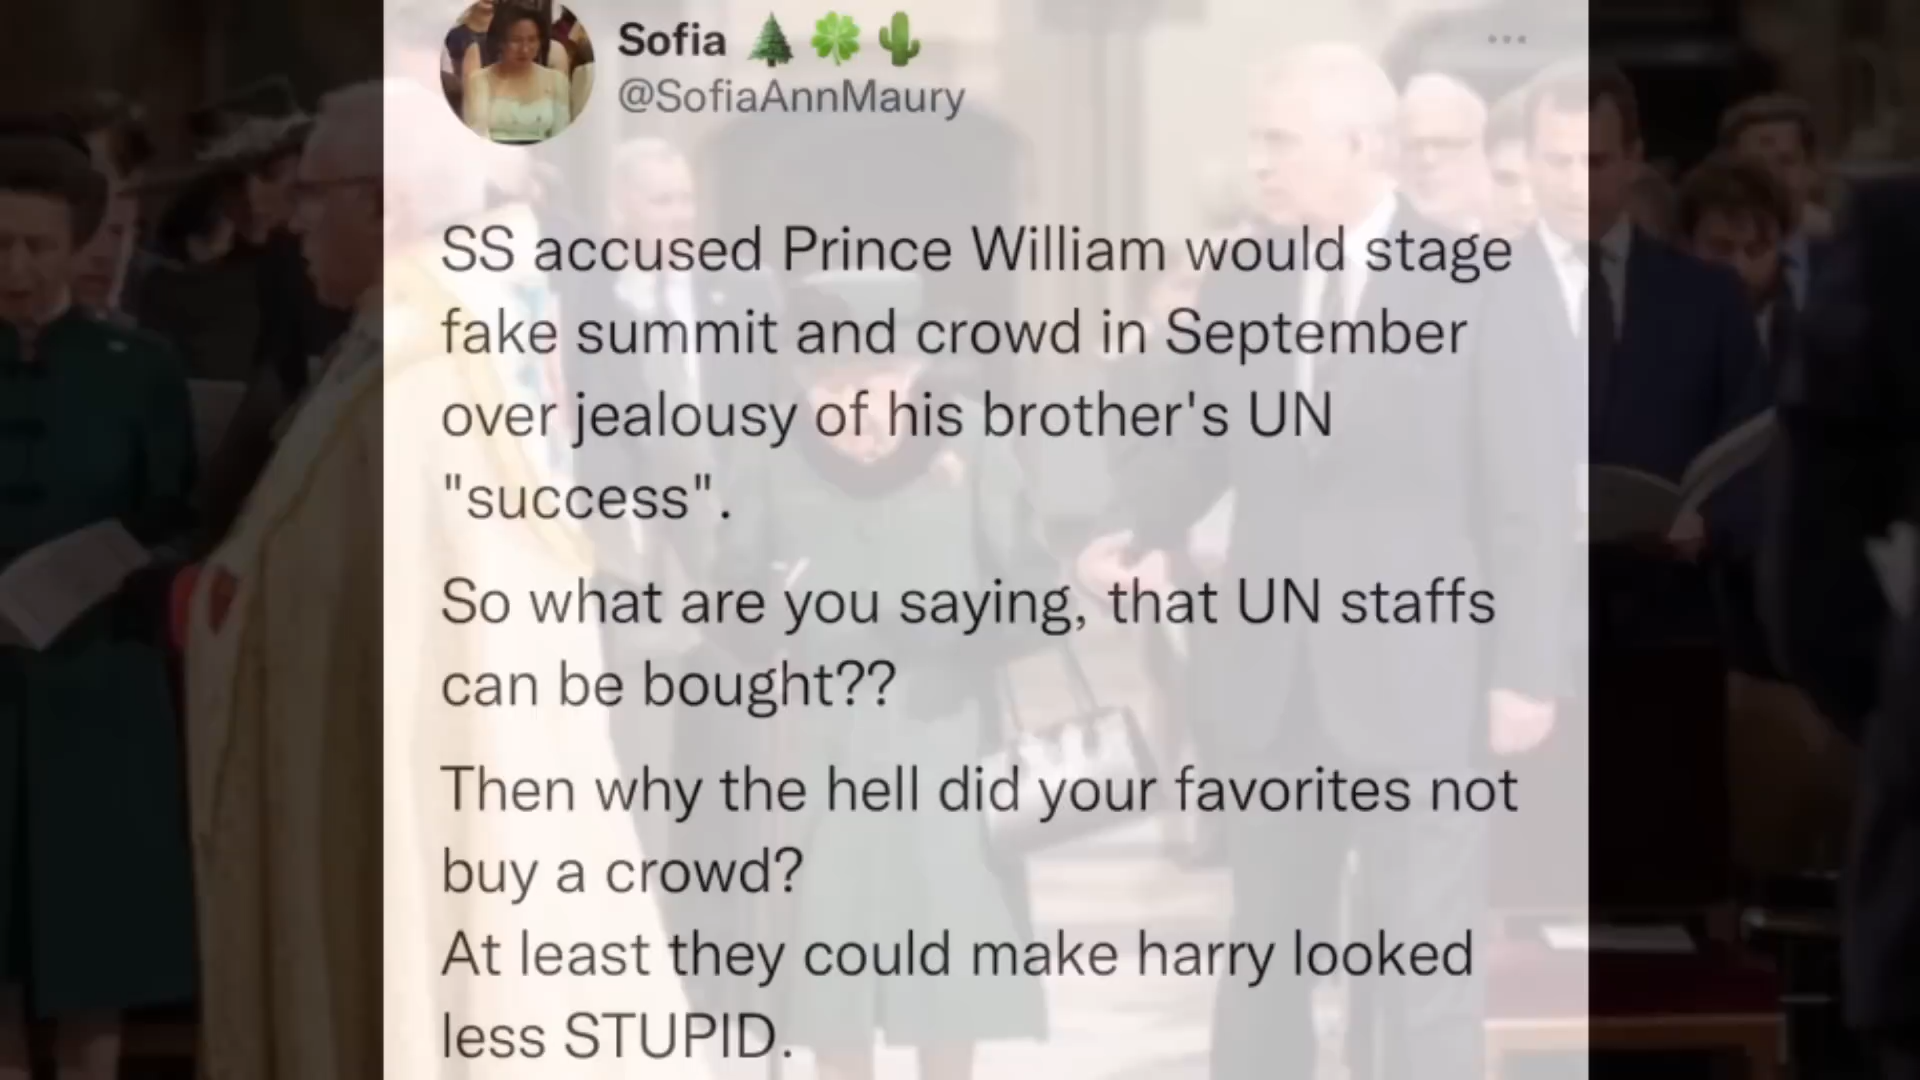 Sofia 🌲🍀🌵
@SofiaAnnMaury
SS accused Prince William would stage
fake summit and crowd in September
over jealousy of his brother's UN
"success".
So what are you saying, that UN staffs
can be bought??
Then why the hell did your favorites not
buy a crowd?
At least they could make harry looked
less STUPID.